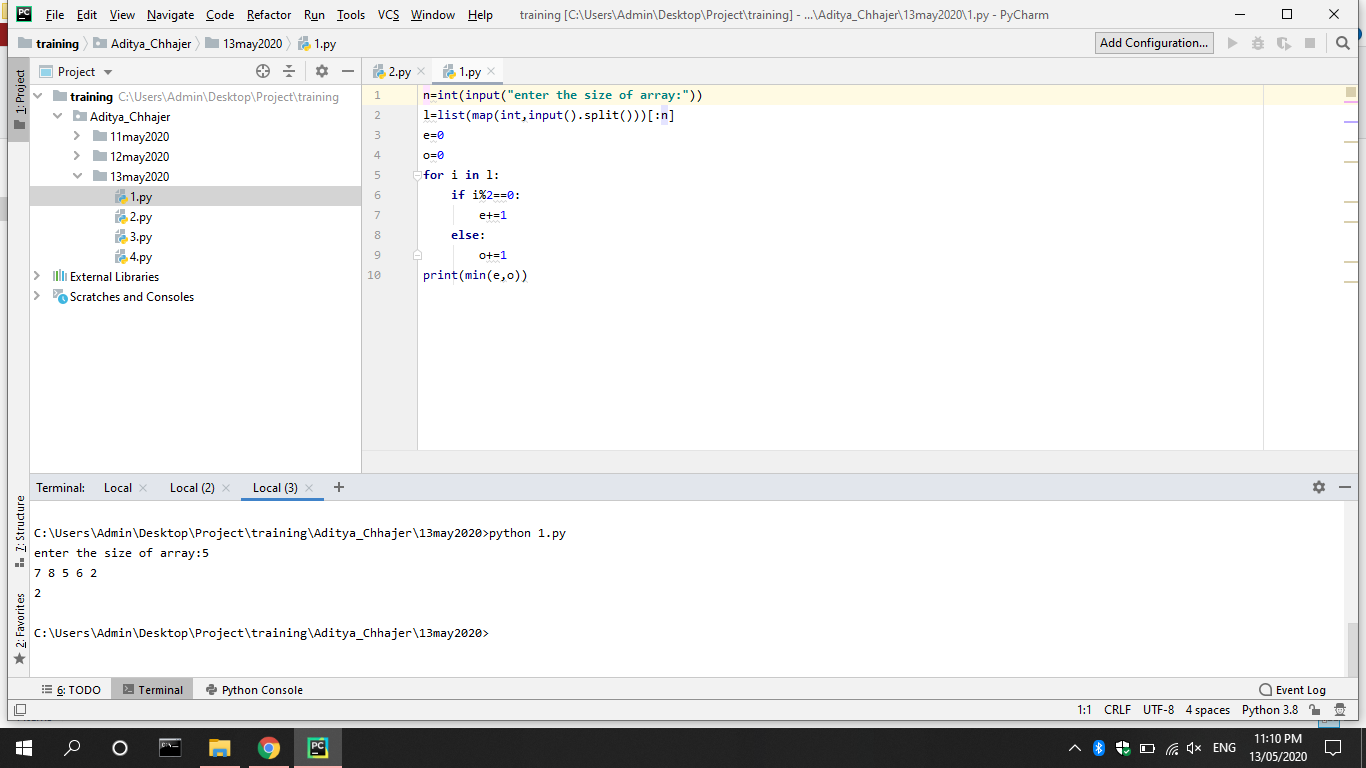 File Edit View Navigate Code Refactor Run Tools VCS Window Help training [C:\Users\Admin\Desktop\Project\training] - ...\Aditya_Chhajer\13may2020\1.py - PyCharm
training Aditya_Chhajer 13may2020 1.py Add Configuration...
1: Project
Project
2.py 1.py
training C:\Users\Admin\Desktop\Project\training
Aditya_Chhajer
11may2020
12may2020
13may2020
1.py
2.py
3.py
4.py
External Libraries
Scratches and Consoles
1 n=int(input("enter the size of array:"))
2 l=list(map(int,input().split()))[:n]
3 e=0
4 o=0
5 for i in l:
6 if i%2==0:
7 e+=1
8 else:
9 o+=1
10 print(min(e,o))
7: Structure
2: Favorites
Terminal: Local Local (2) Local (3)
C:\Users\Admin\Desktop\Project\training\Aditya_Chhajer\13may2020>python 1.py
enter the size of array:5
7 8 5 6 2
2
C:\Users\Admin\Desktop\Project\training\Aditya_Chhajer\13may2020>
6: TODO Terminal Python Console Event Log
1:1 CRLF UTF-8 4 spaces Python 3.8
ENG 11:10 PM
13/05/2020